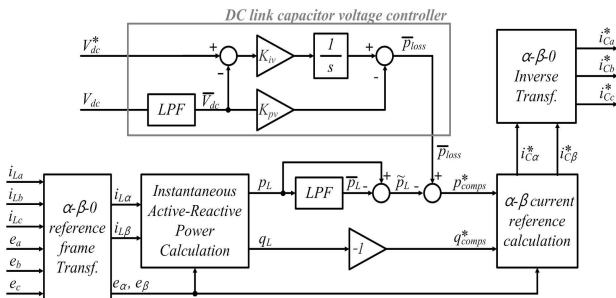 DC link capacitor voltage controller
V*dc
+
-
Kiv
1
s
+
-
p̅loss
Vdc
LPF
V̅dc
Kpv
α-β-0
Inverse
Transf.
i*Ca
i*Cb
i*Cc
p̅loss
i*Cα
i*Cβ
iLa
iLb
iLc
ea
eb
ec
α-β-0
reference
frame
Transf.
iLα
iLβ
eα, eβ
Instantaneous
Active-Reactive
Power
Calculation
pL
LPF
p̅L
-
+
p̃L
-
+
p*comps
qL
-1
q*comps
α-β current
reference
calculation